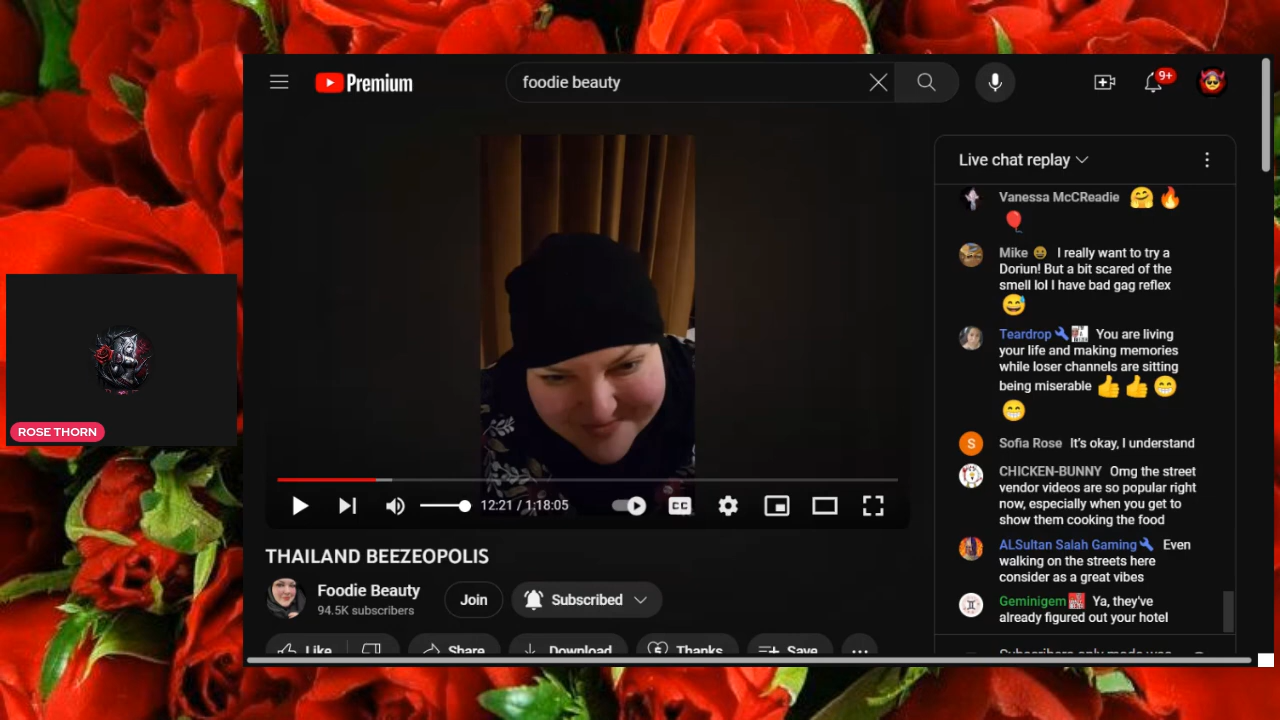 Premium
foodie beauty
9+
Live chat replay
Vanessa McCReadie
Mike I really want to try a
Doriun! But a bit scared of the
smell lol I have bad gag reflex
Teardrop You are living
your life and making memories
while loser channels are sitting
being miserable
S Sofia Rose It's okay, I understand
CHICKEN-BUNNY Omg the street
vendor videos are so popular right
now, especially when you get to
show them cooking the food
ALSultan Salah Gaming Even
walking on the streets here
consider as a great vibes
Geminigem Ya, they've
already figured out your hotel
Subscribers-only mode was
ROSE THORN
12:21 / 1:18:05
CC
THAILAND BEEZEOPOLIS
Foodie Beauty
94.5K subscribers
Join
Subscribed
Like
Share
Download
Thanks
Save